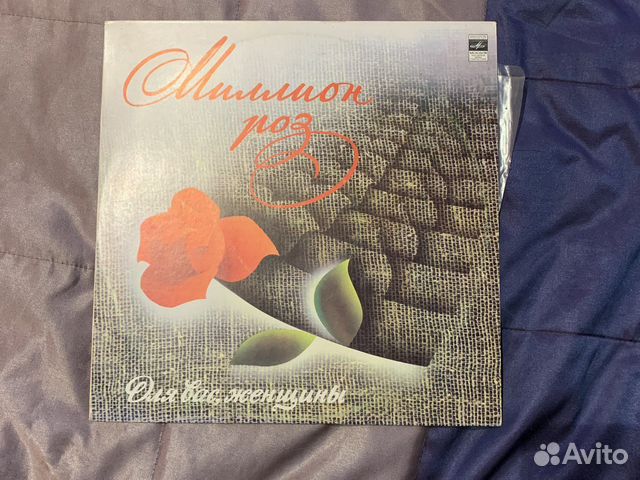 Миллион
роз
Для вас, женщины
Avito